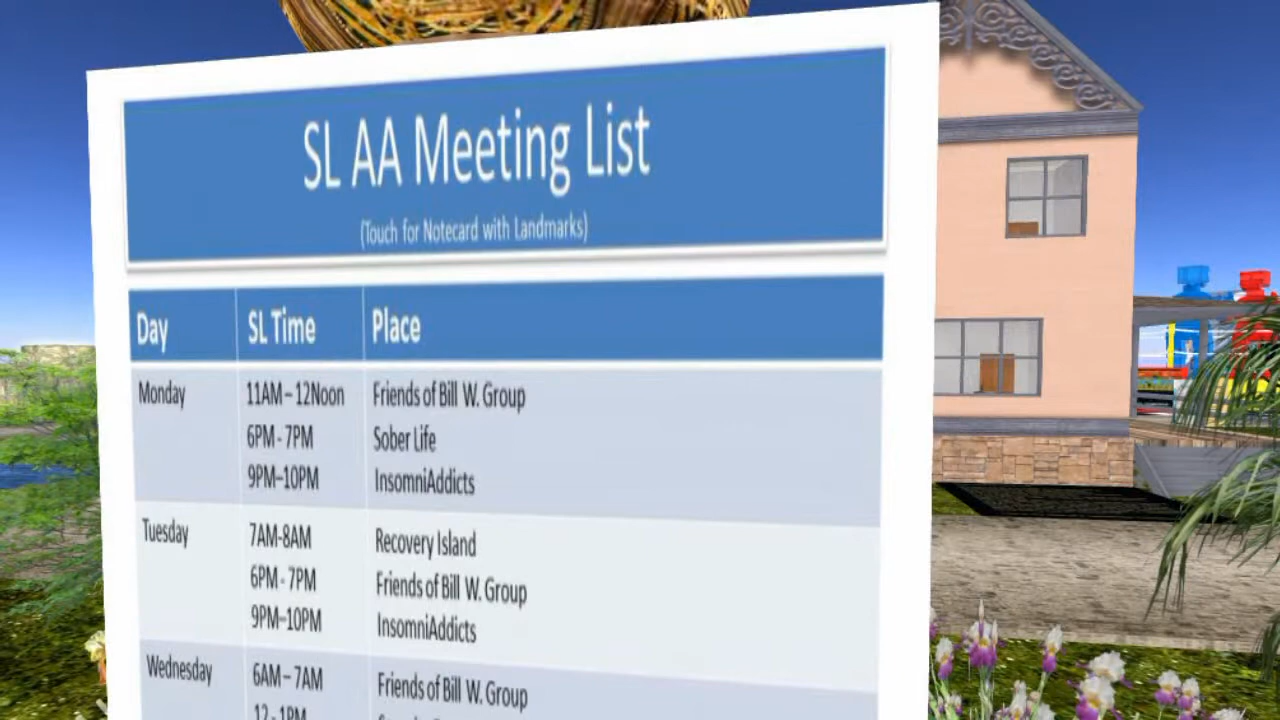 SL AA Meeting List
(Touch for Notecard with Landmarks)
Day SL Time Place
Monday 11AM – 12Noon Friends of Bill W. Group
6PM - 7PM Sober Life
9PM–10PM InsomniAddicts
Tuesday 7AM-8AM Recovery Island
6PM - 7PM Friends of Bill W. Group
9PM–10PM InsomniAddicts
Wednesday 6AM – 7AM Friends of Bill W. Group
12 - 1PM